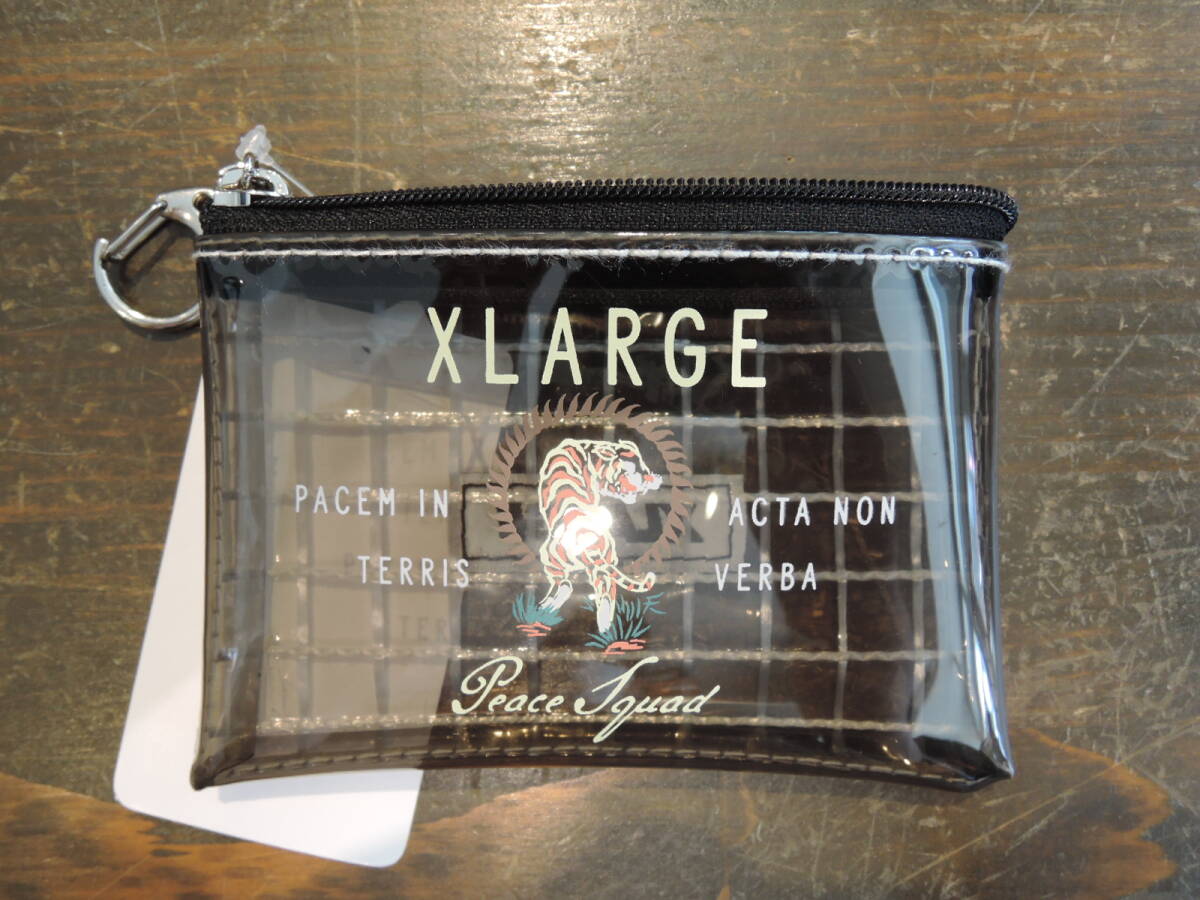 XLARGE
PACEM IN
TERRIS
ACTA NON
VERBA
Peace Squad